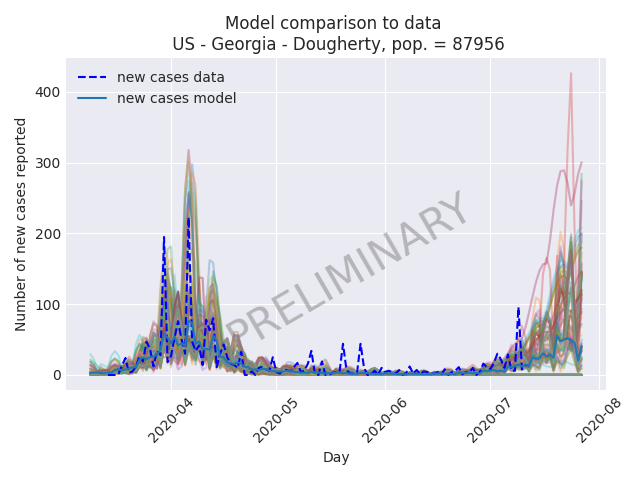 Model comparison to data
US - Georgia - Dougherty, pop. = 87956
new cases data
new cases model
Number of new cases reported
400
300
200
100
0
PRELIMINARY
2020-04
2020-05
2020-06
2020-07
2020-08
Day